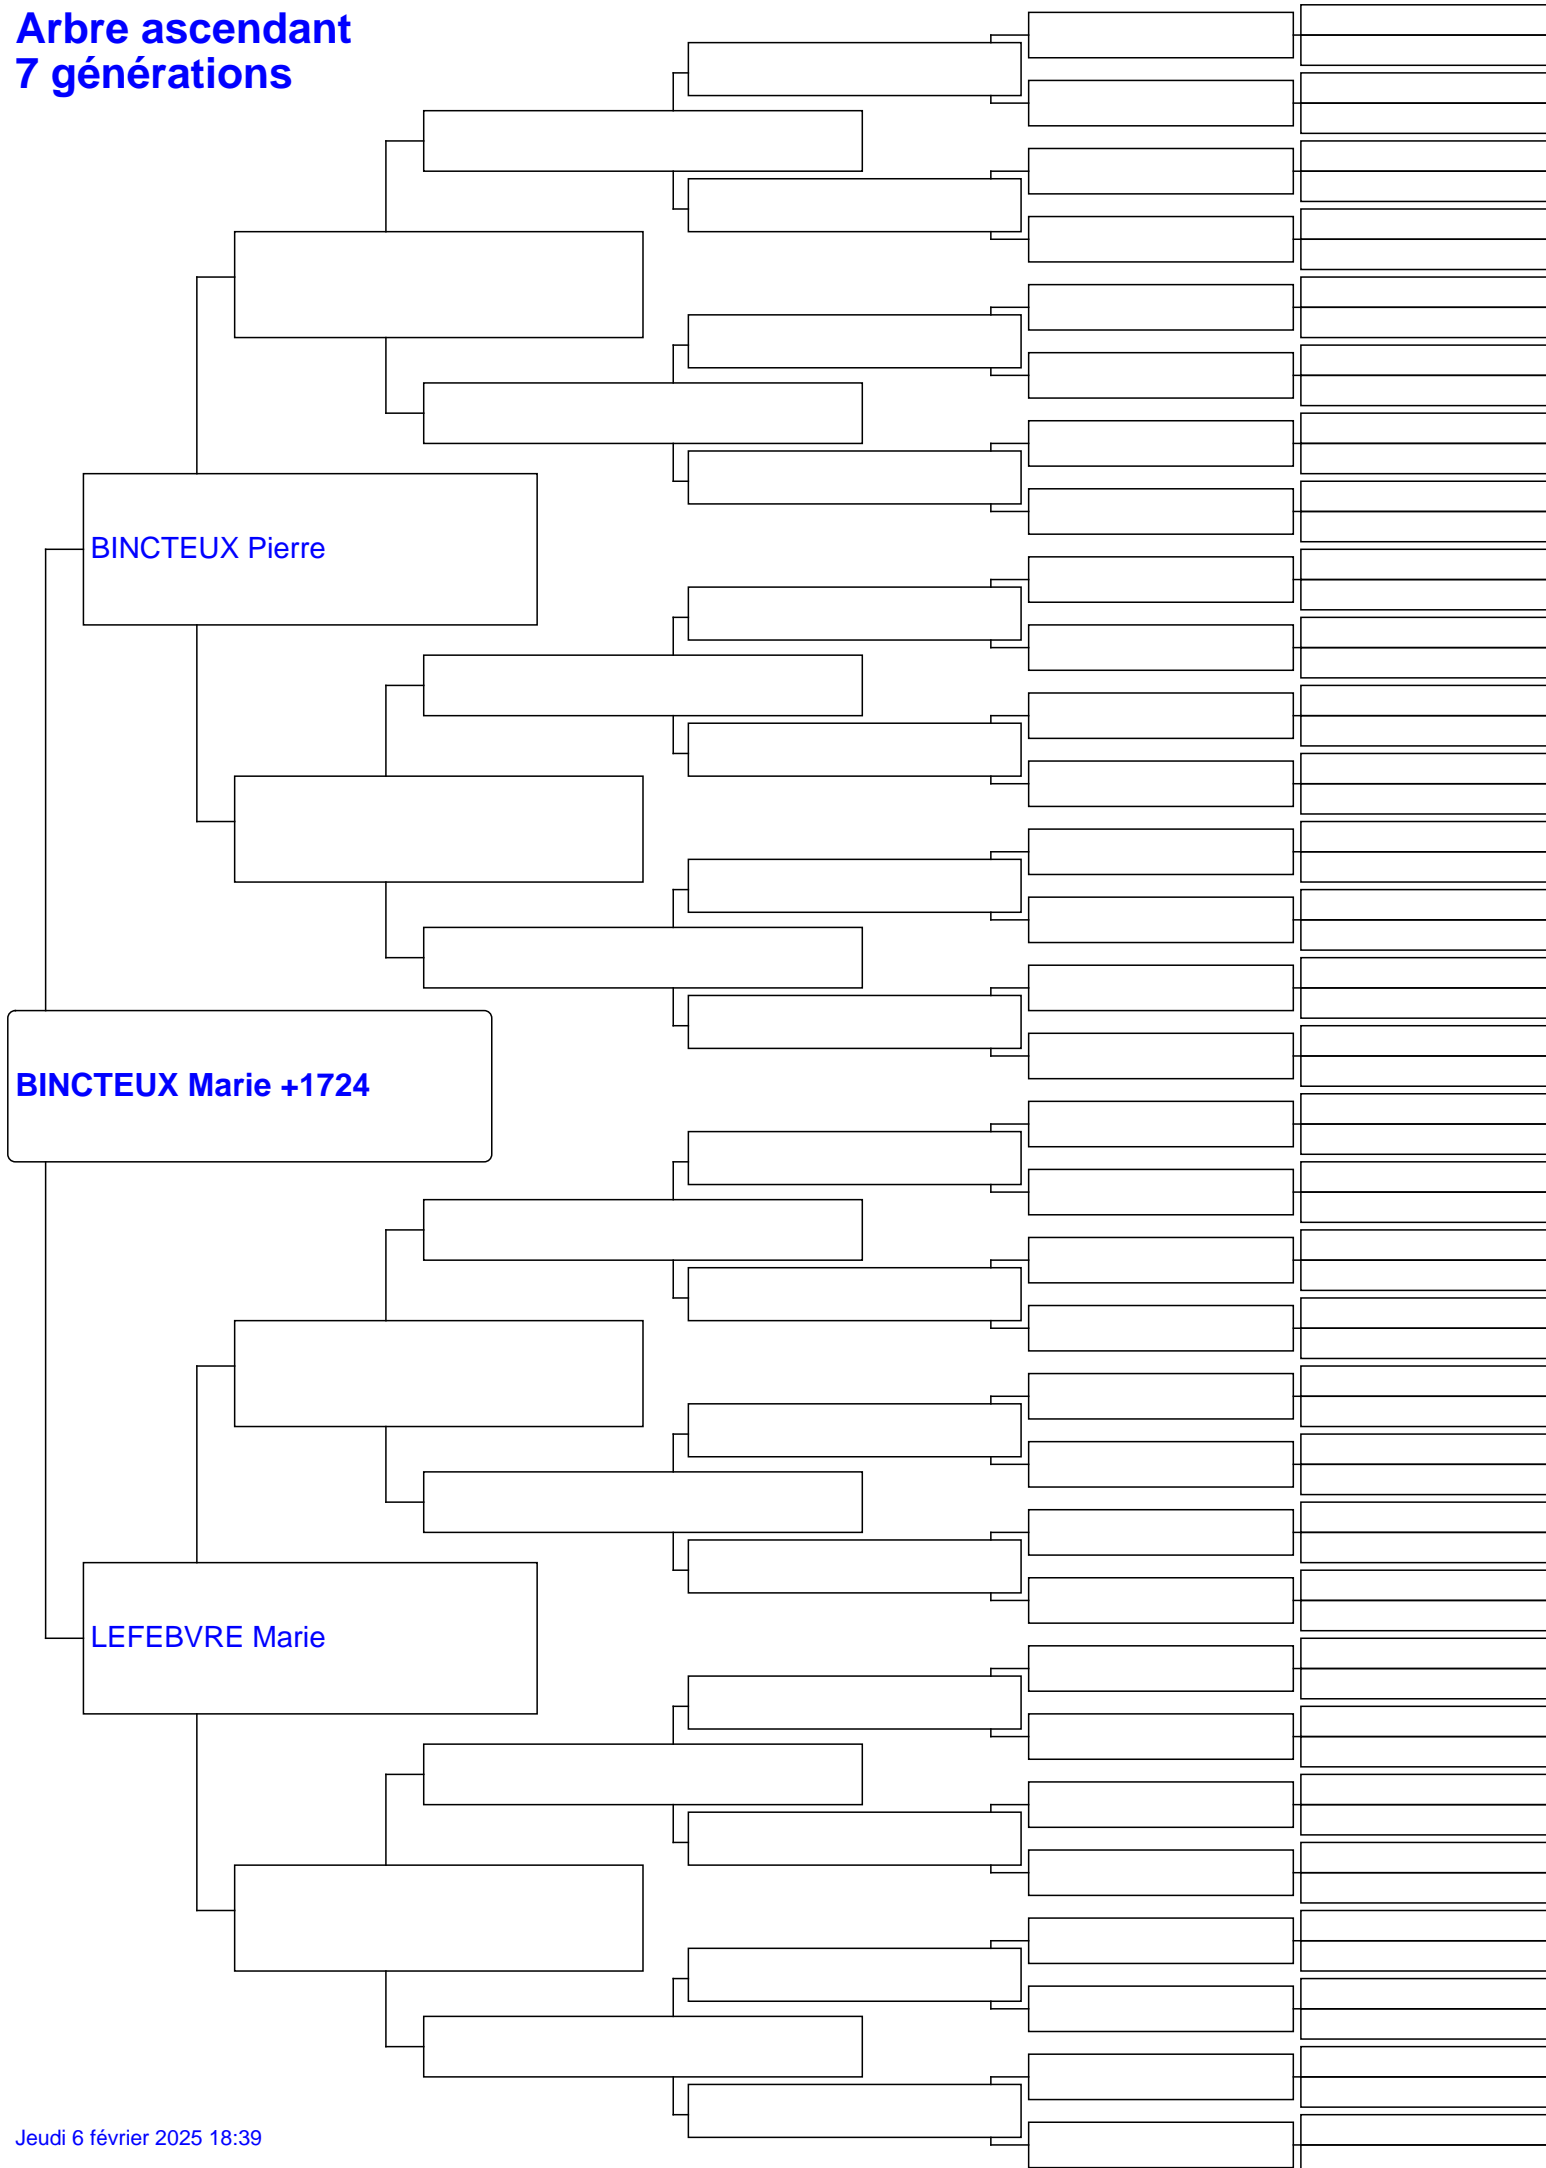 Arbre ascendant
7 générations
BINCTEUX Pierre
BINCTEUX Marie +1724
LEFEBVRE Marie
Jeudi 6 février 2025 18:39